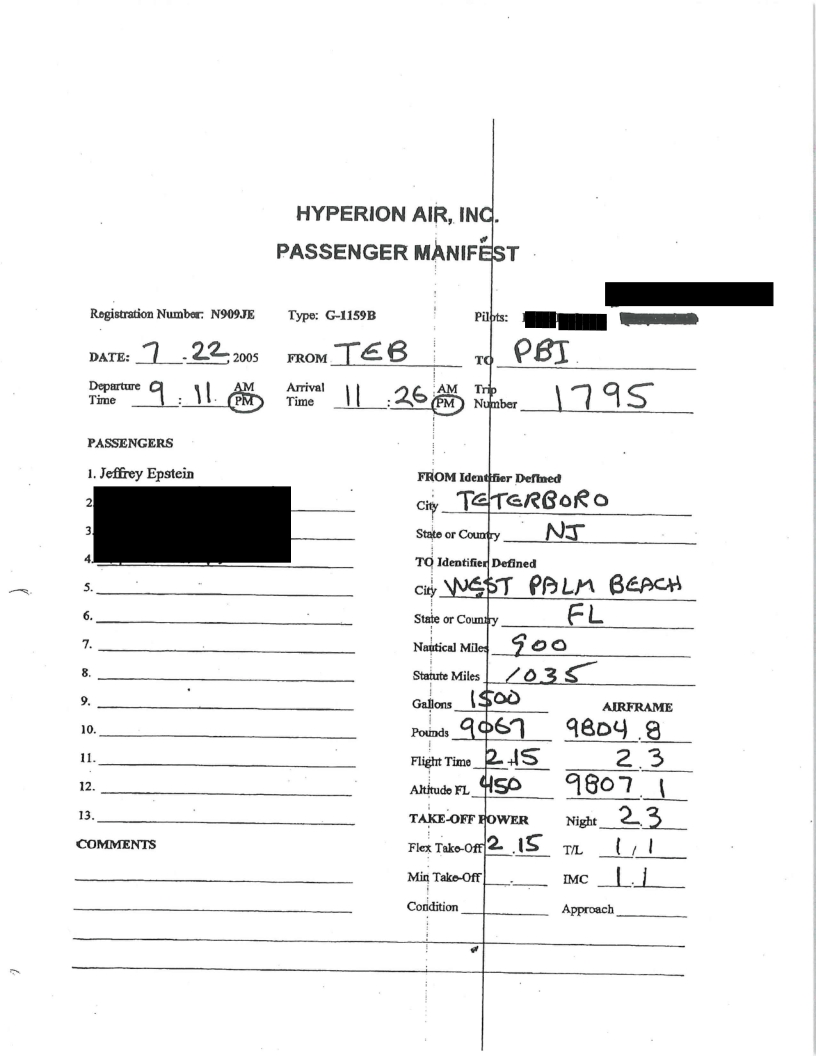 HYPERION AIR, INC.
PASSENGER MANIFEST
Registration Number: N909JE Type: G-1159B Pilots:
DATE: 7 - 22, 2005 FROM TEB TO PBI
Departure Time 9 : 11 AM PM Arrival Time 11 : 26 AM PM Trip Number 1795
PASSENGERS
1. Jeffrey Epstein
2.
3.
4.
5.
6.
7.
8.
9.
10.
11.
12.
13.
COMMENTS
FROM Identifier Defined
City TETERBORO
State or Country NJ
TO Identifier Defined
City WEST PALM BEACH
State or Country FL
Nautical Miles 900
Statute Miles 1035
Gallons 1500 AIRFRAME
Pounds 9067 9804.8
Flight Time 2+15 2.3
Altitude FL 450 9807.1
TAKE-OFF POWER Night 2.3
Flex Take-Off 2.15 T/L 1/1
Min Take-Off . IMC 1.1
Condition Approach